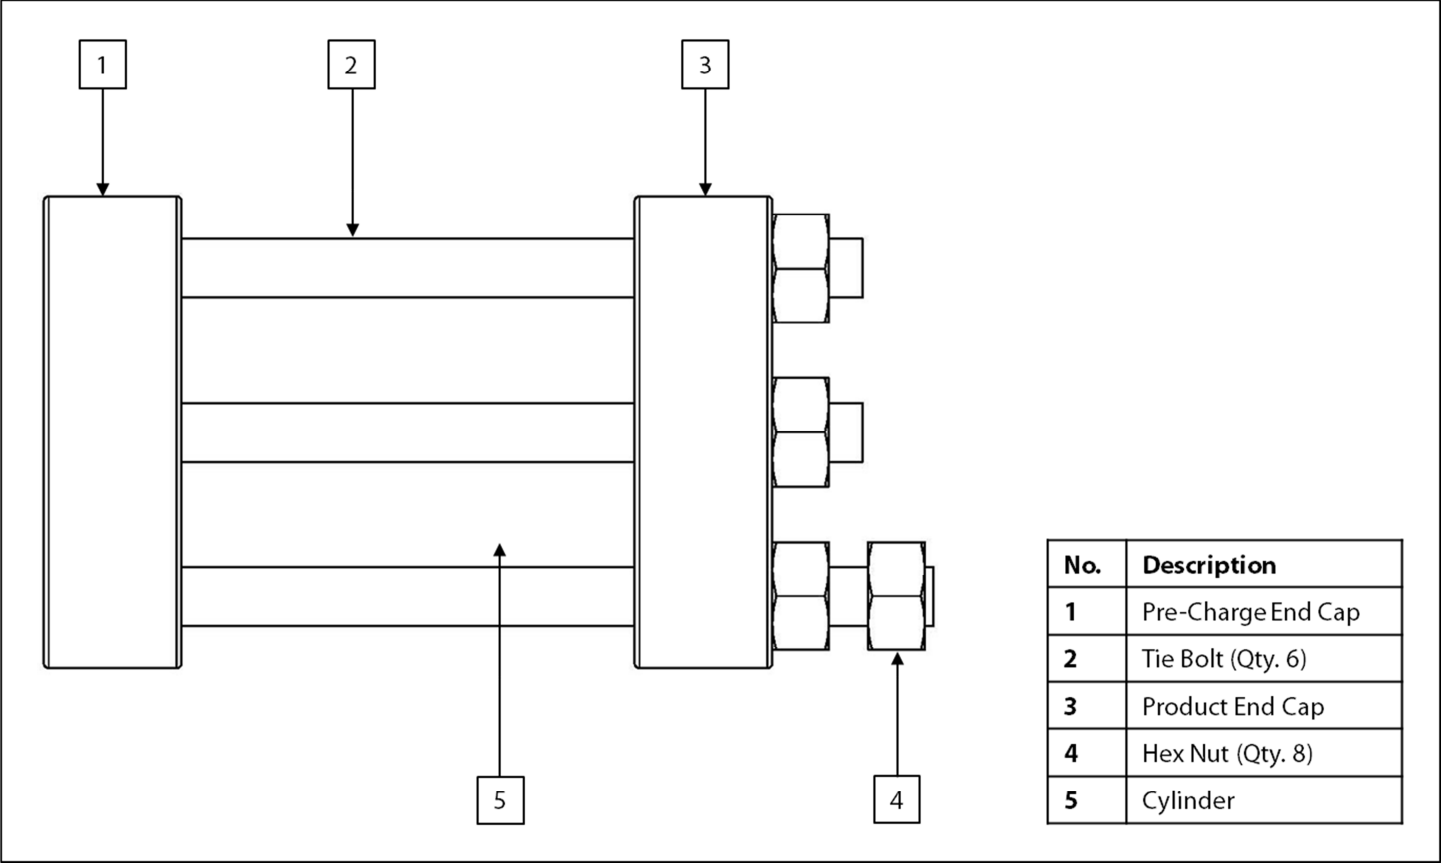 1 2 3
5 4
No. Description
1 Pre-Charge End Cap
2 Tie Bolt (Qty. 6)
3 Product End Cap
4 Hex Nut (Qty. 8)
5 Cylinder